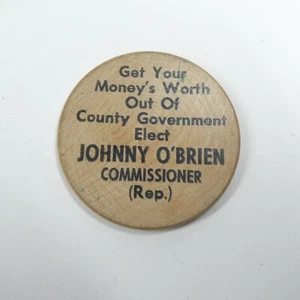 Get Your
Money's Worth
Out Of
County Government
Elect
JOHNNY O'BRIEN
COMMISSIONER
(Rep.)